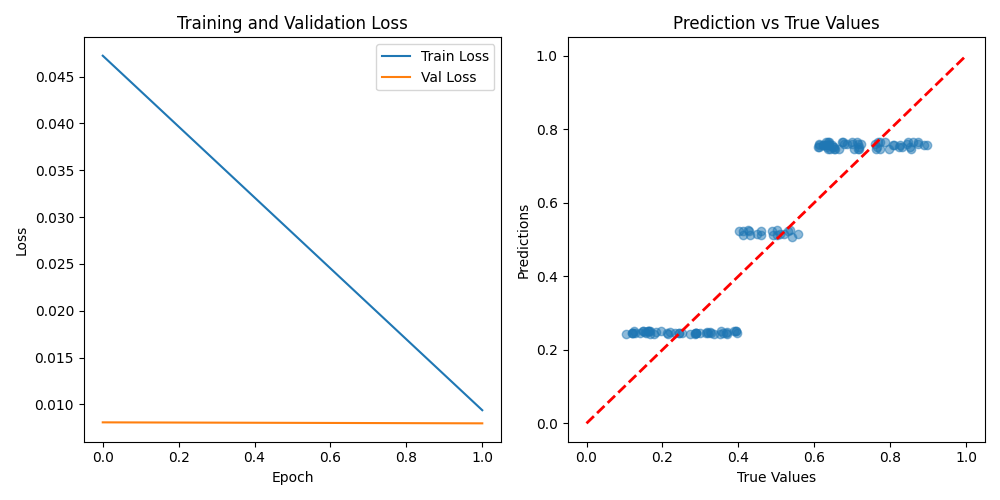 Training and Validation Loss
Train Loss
Val Loss
0.045
0.040
0.035
0.030
0.025
0.020
0.015
0.010
Loss
0.0 0.2 0.4 0.6 0.8 1.0
Epoch
Prediction vs True Values
1.0
0.8
0.6
0.4
0.2
0.0
Predictions
0.0 0.2 0.4 0.6 0.8 1.0
True Values